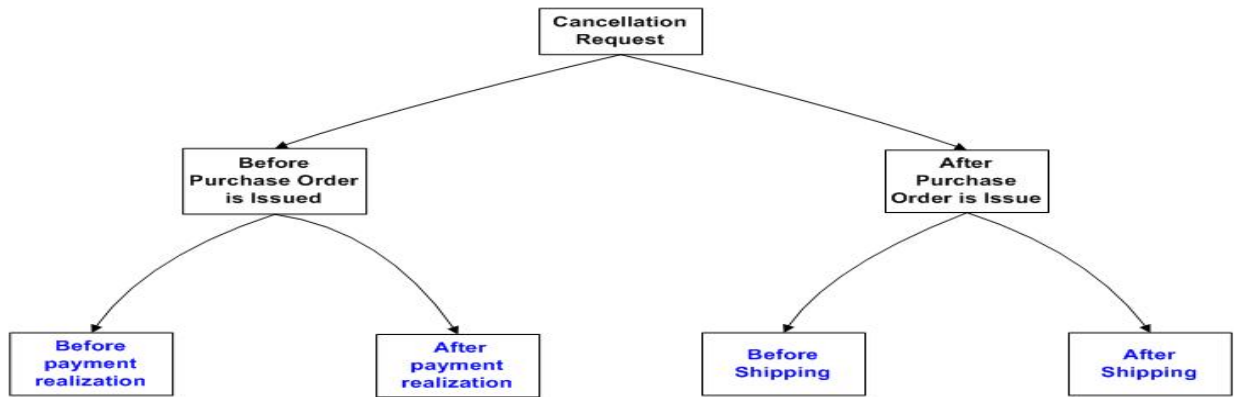 Cancellation
Request
Before
Purchase Order
is Issued
After
Purchase
Order is Issue
Before
payment
realization
After
payment
realization
Before
Shipping
After
Shipping